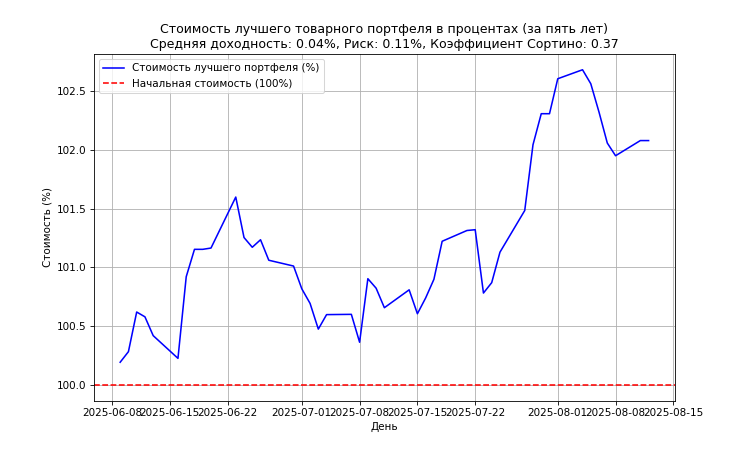 Стоимость лучшего товарного портфеля в процентах (за пять лет)
Средняя доходность: 0.04%, Риск: 0.11%, Коэффициент Сортино: 0.37
Стоимость лучшего портфеля (%)
Начальная стоимость (100%)
Стоимость (%)
102.5
102.0
101.5
101.0
100.5
100.0
2025-06-08 2025-06-15 2025-06-22 2025-07-01 2025-07-08 2025-07-15 2025-07-22 2025-08-01 2025-08-08 2025-08-15
День